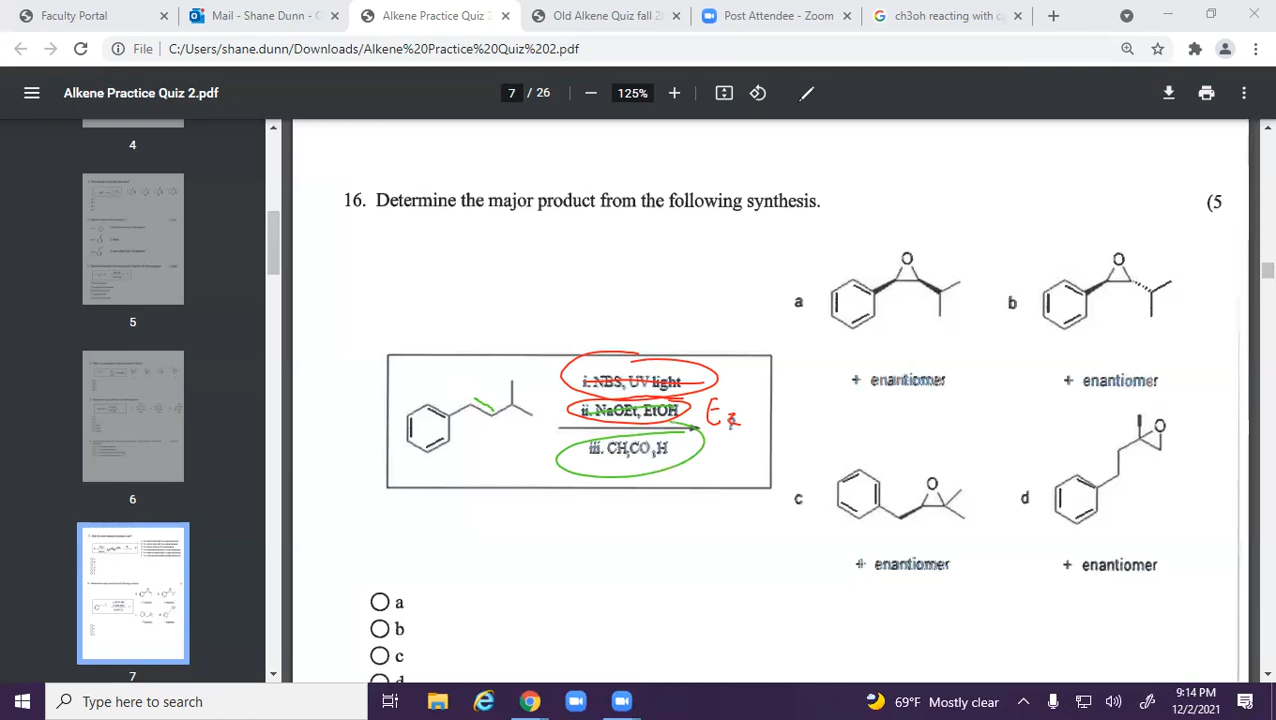 Faculty Portal
Mail - Shane Dunn - C
Alkene Practice Quiz 2
Old Alkene Quiz fall 2
Post Attendee - Zoom
ch3oh reacting with c
File
C:/Users/shane.dunn/Downloads/Alkene%20Practice%20Quiz%202.pdf
Alkene Practice Quiz 2.pdf
7 / 26
125%
4
5
6
7
16. Determine the major product from the following synthesis.
(5
i. NBS, UV light
ii. NaOEt, EtOH
iii. CH₃CO₃H
E2
a
O
+ enantiomer
b
O
+ enantiomer
c
O
+ enantiomer
d
O
+ enantiomer
a
b
c
d
Type here to search
69°F Mostly clear
9:14 PM
12/2/2021